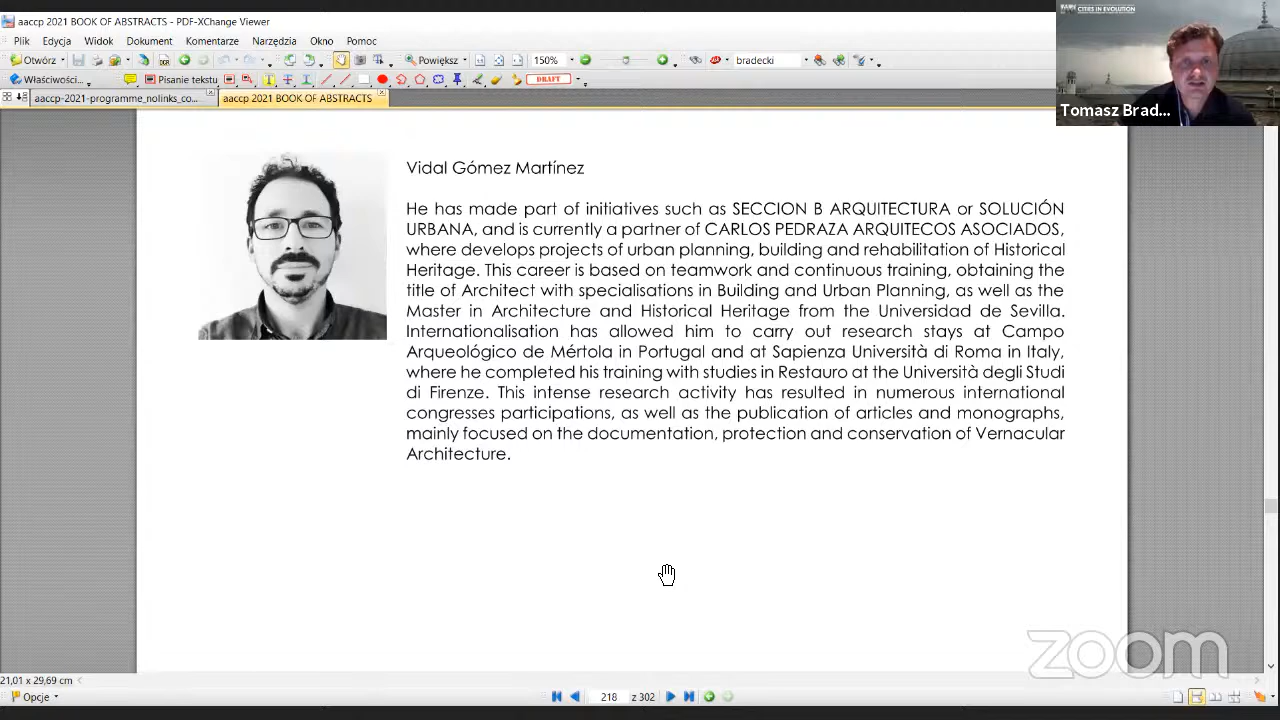 aaccp 2021 BOOK OF ABSTRACTS - PDF-XChange Viewer
Plik Edycja Widok Dokument Komentarze Narzędzia Okno Pomoc
Otwórz Powiększ 150% bradecki
Właściwości... Pisanie tekstu DRAFT
aaccp-2021-programme_nolinks_co... aaccp 2021 BOOK OF ABSTRACTS
CITIES IN EVOLUTION
Tomasz Brad...
Vidal Gómez Martínez
He has made part of initiatives such as SECCION B ARQUITECTURA or SOLUCIÓN
URBANA, and is currently a partner of CARLOS PEDRAZA ARQUITECOS ASOCIADOS,
where develops projects of urban planning, building and rehabilitation of Historical
Heritage. This career is based on teamwork and continuous training, obtaining the
title of Architect with specialisations in Building and Urban Planning, as well as the
Master in Architecture and Historical Heritage from the Universidad de Sevilla.
Internationalisation has allowed him to carry out research stays at Campo
Arqueológico de Mértola in Portugal and at Sapienza Università di Roma in Italy,
where he completed his training with studies in Restauro at the Università degli Studi
di Firenze. This intense research activity has resulted in numerous international
congresses participations, as well as the publication of articles and monographs,
mainly focused on the documentation, protection and conservation of Vernacular
Architecture.
zoom
21,01 x 29,69 cm
Opcje 218 z 302